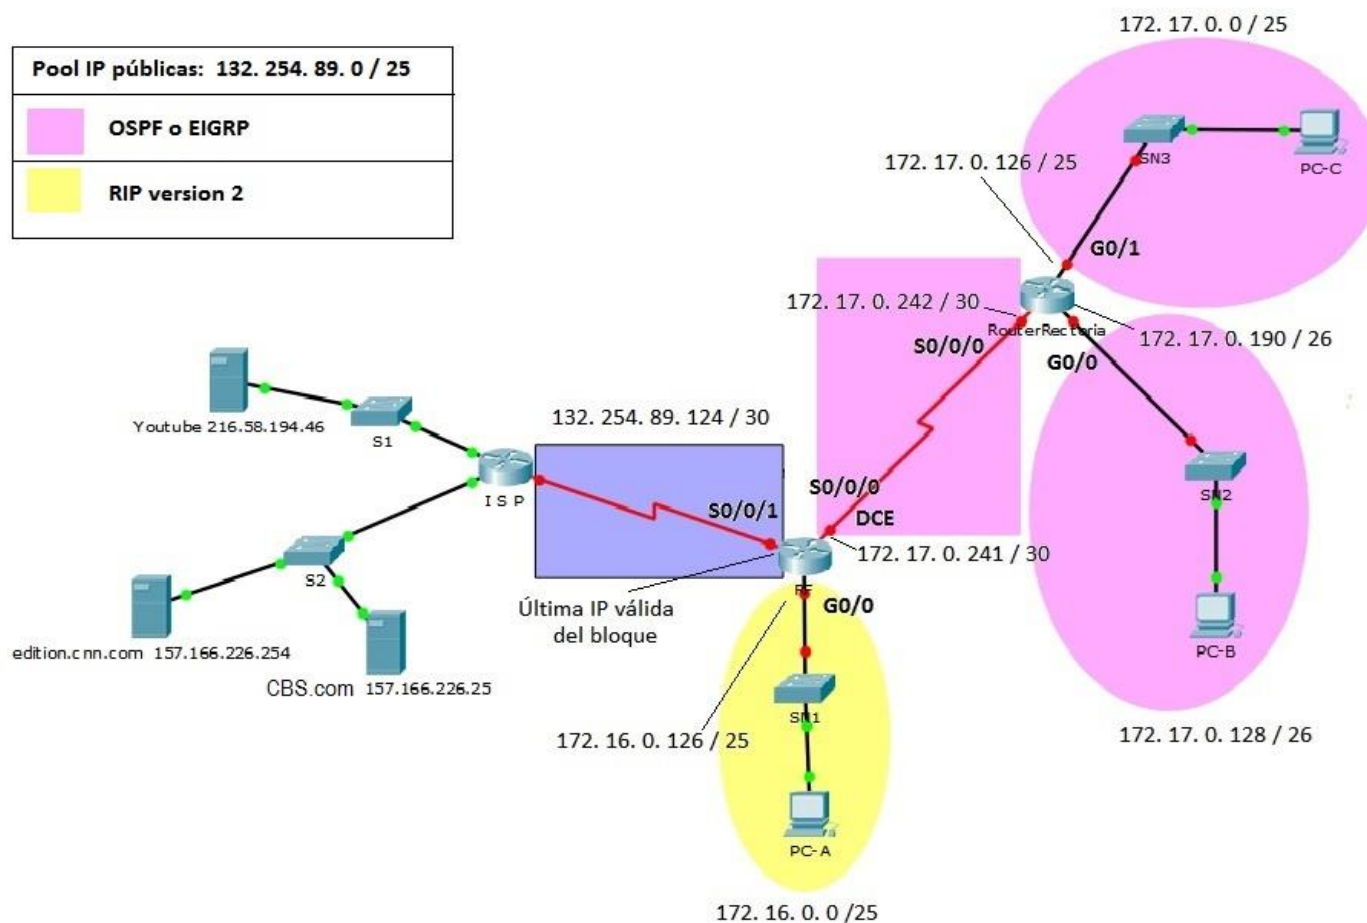 Pool IP públicas: 132. 254. 89. 0 / 25
OSPF o EIGRP
RIP version 2
172. 17. 0. 0 / 25
SN3
PC-C
172. 17. 0. 126 / 25
G0/1
172. 17. 0. 242 / 30
RouterRectoria
172. 17. 0. 190 / 26
S0/0/0
G0/0
Youtube 216.58.194.46
S1
132. 254. 89. 124 / 30
I S P
S0/0/1
S0/0/0
DCE
SN2
172. 17. 0. 241 / 30
S2
Última IP válida
del bloque
G0/0
edition.cnn.com 157.166.226.254
CBS.com 157.166.226.25
PC-B
SN1
172. 16. 0. 126 / 25
172. 17. 0. 128 / 26
PC-A
172. 16. 0. 0 /25